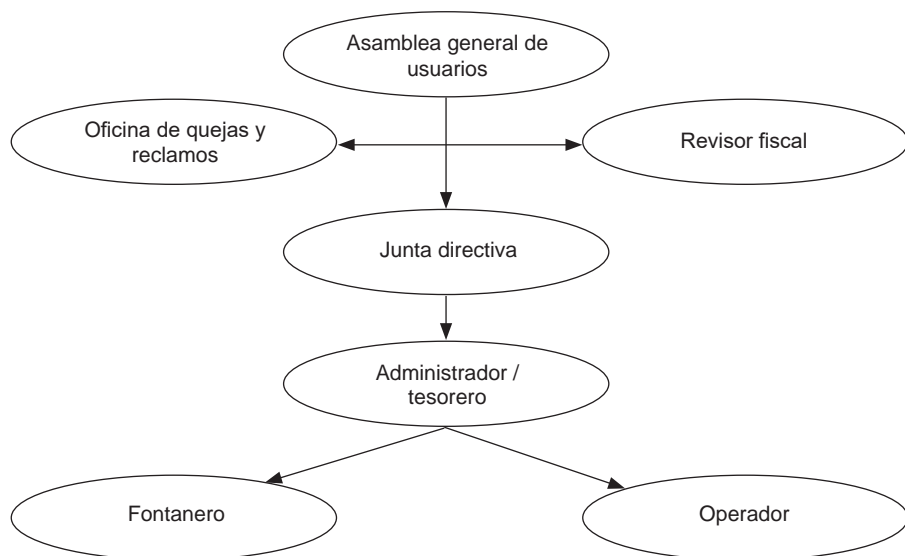 Asamblea general de
usuarios
Oficina de quejas y
reclamos
Revisor fiscal
Junta directiva
Administrador /
tesorero
Fontanero
Operador